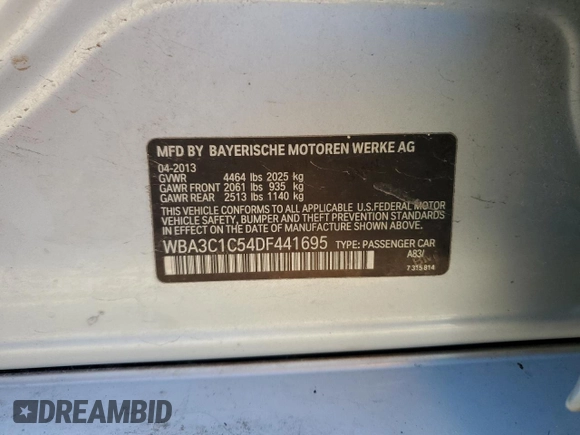 MFD BY BAYERISCHE MOTOREN WERKE AG
04-2013
GVWR 4464 lbs 2025 kg
GAWR FRONT 2061 lbs 935 kg
GAWR REAR 2513 lbs 1140 kg
THIS VEHICLE CONFORMS TO ALL APPLICABLE U.S.FEDERAL MOTOR
VEHICLE SAFETY, BUMPER AND THEFT PREVENTION STANDARDS IN
EFFECT ON THE DATE OF MANUFACTURE SHOWN ABOVE.
WBA3C1C54DF441695 TYPE: PASSENGER CAR
A83/
7 315 814
DREAMBID